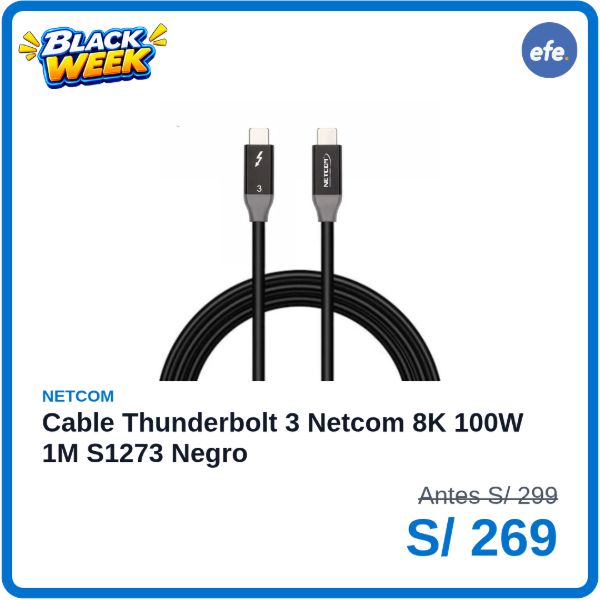 BLACK
WEEK
efe.
3
NETCOM
NETCOM
Cable Thunderbolt 3 Netcom 8K 100W
1M S1273 Negro
Antes S/ 299
S/ 269